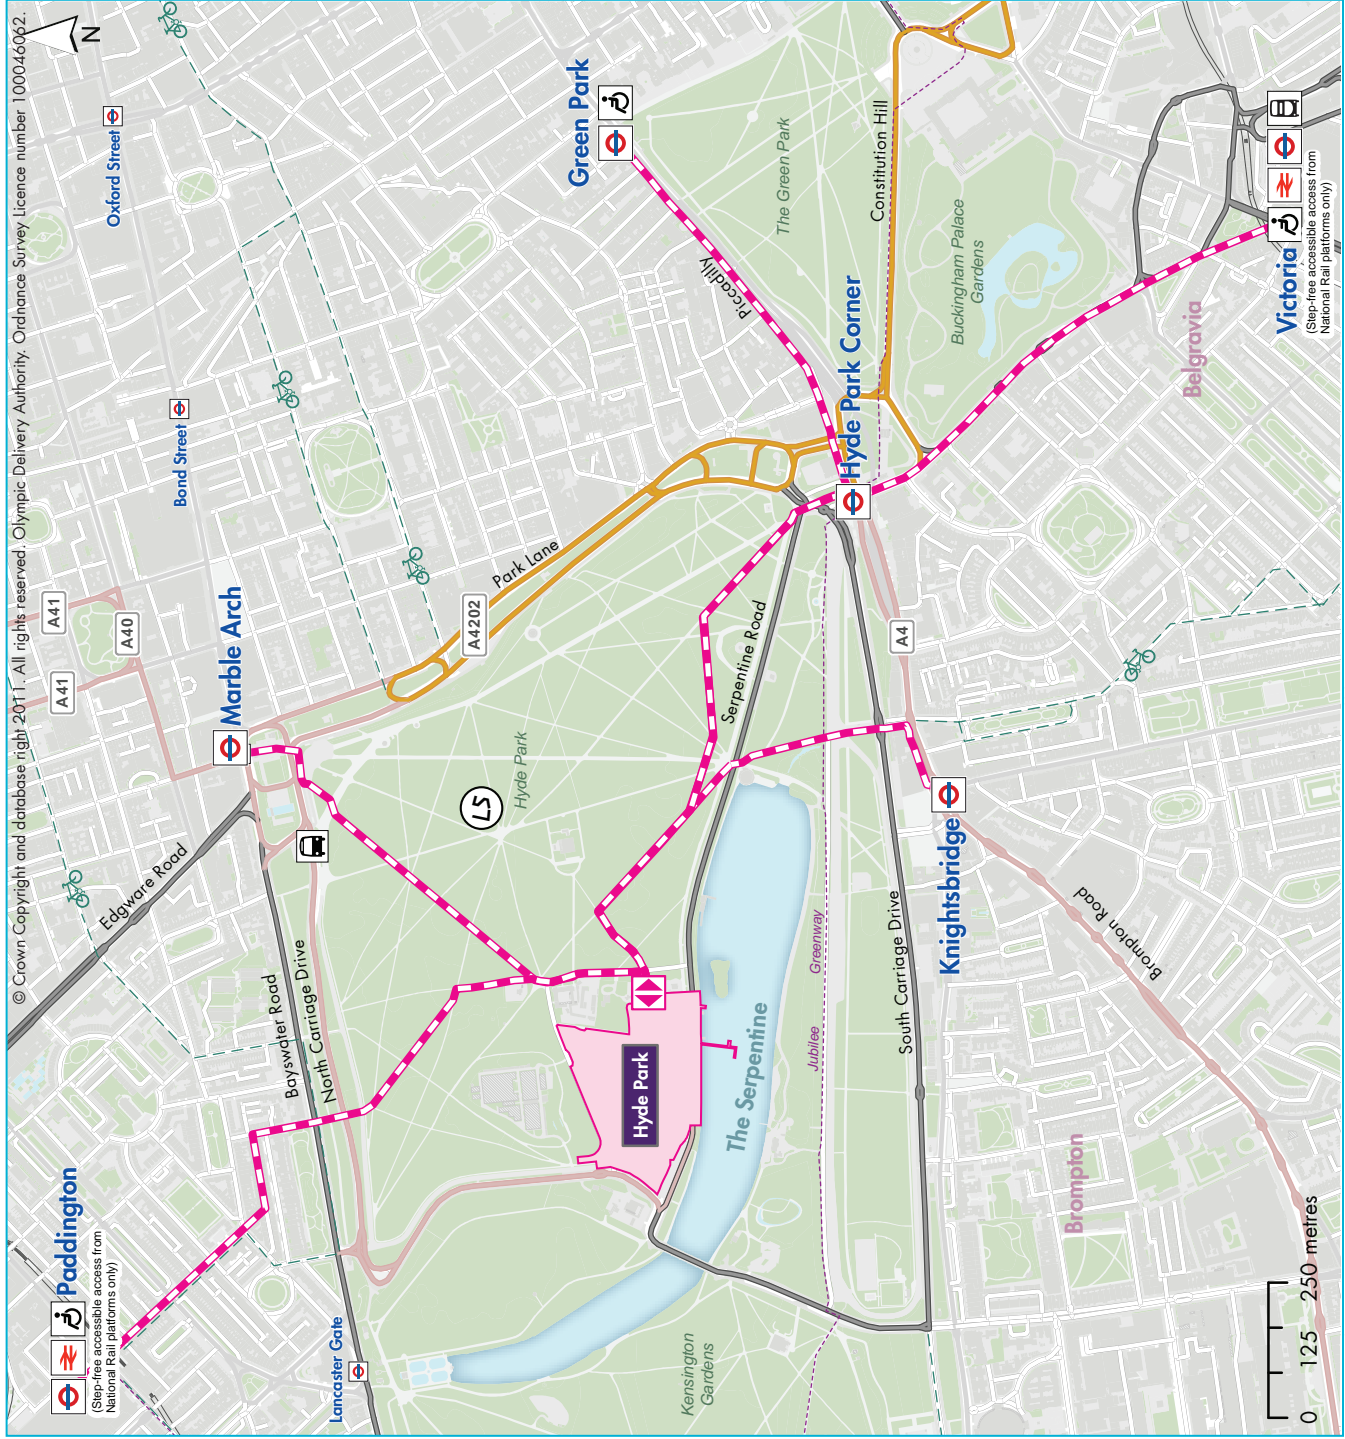 © Crown Copyright and database right 2011. All rights reserved. Olympic Delivery Authority. Ordnance Survey Licence number 100046062.
N
Paddington
(Step-free accessible access from
National Rail platforms only)
Lancaster Gate
Edgware Road
Bayswater Road
North Carriage Drive
Marble Arch
A41
A41
A40
Bond Street
Oxford Street
Park Lane
A4202
Green Park
Piccadilly
The Green Park
Constitution Hill
Hyde Park Corner
Buckingham Palace
Gardens
Hyde Park
LS
Serpentine Road
Hyde Park
The Serpentine
Jubilee
Greenway
South Carriage Drive
A4
Knightsbridge
Brompton Road
Brompton
Belgravia
Victoria
(Step-free accessible access from
National Rail platforms only)
Kensington
Gardens
0 125 250 metres